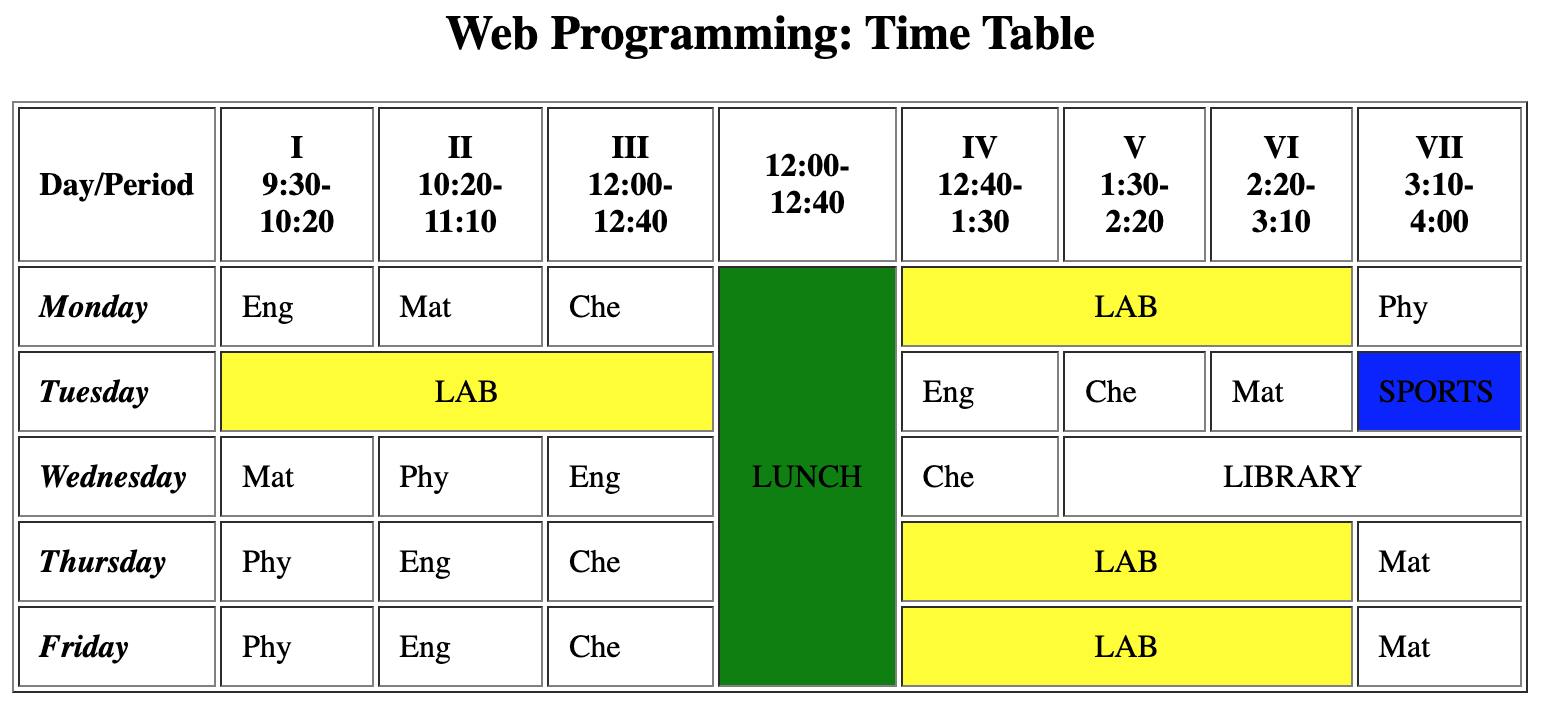 Web Programming: Time Table
Day/Period
I
9:30-
10:20
II
10:20-
11:10
III
12:00-
12:40
12:00-
12:40
IV
12:40-
1:30
V
1:30-
2:20
VI
2:20-
3:10
VII
3:10-
4:00
Monday Eng Mat Che LAB Phy
Tuesday LAB Eng Che Mat SPORTS
Wednesday Mat Phy Eng LUNCH Che LIBRARY
Thursday Phy Eng Che LAB Mat
Friday Phy Eng Che LAB Mat